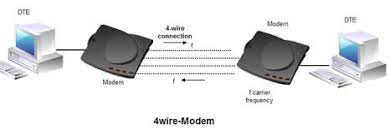 DTE
4-wire
connection
f
Modem
DTE
Modem
f
f carrier
frequency
4wire-Modem